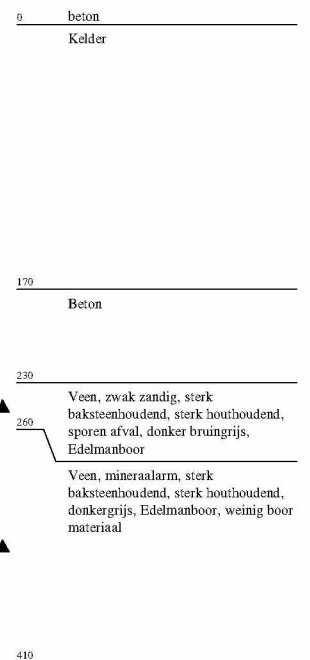 0 beton
Kelder
170
Beton
230
Veen, zwak zandig, sterk
baksteenhoudend, sterk houthoudend,
260 sporen afval, donker bruingrijs,
Edelmanboor
Veen, mineraalarm, sterk
baksteenhoudend, sterk houthoudend,
donkergrijs, Edelmanboor, weinig boor
materiaal
410